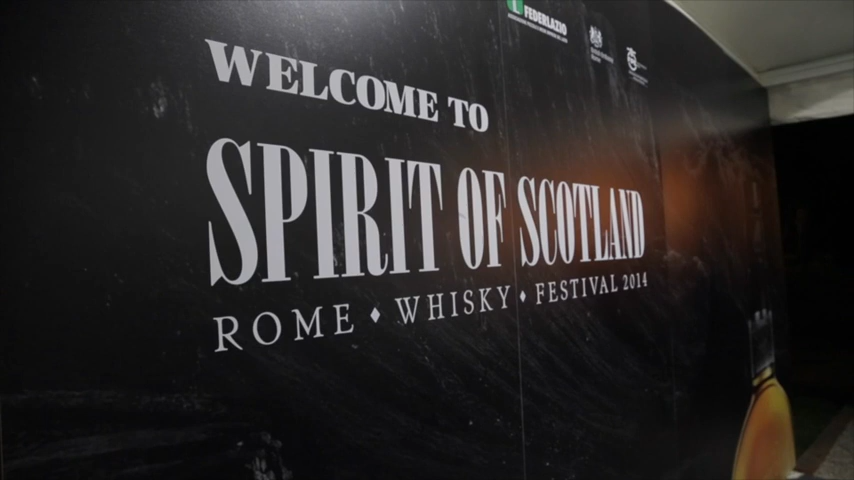 FEDERLAZIO
WELCOME TO
SPIRIT OF SCOTLAND
ROME ♦ WHISKY ♦ FESTIVAL 2014